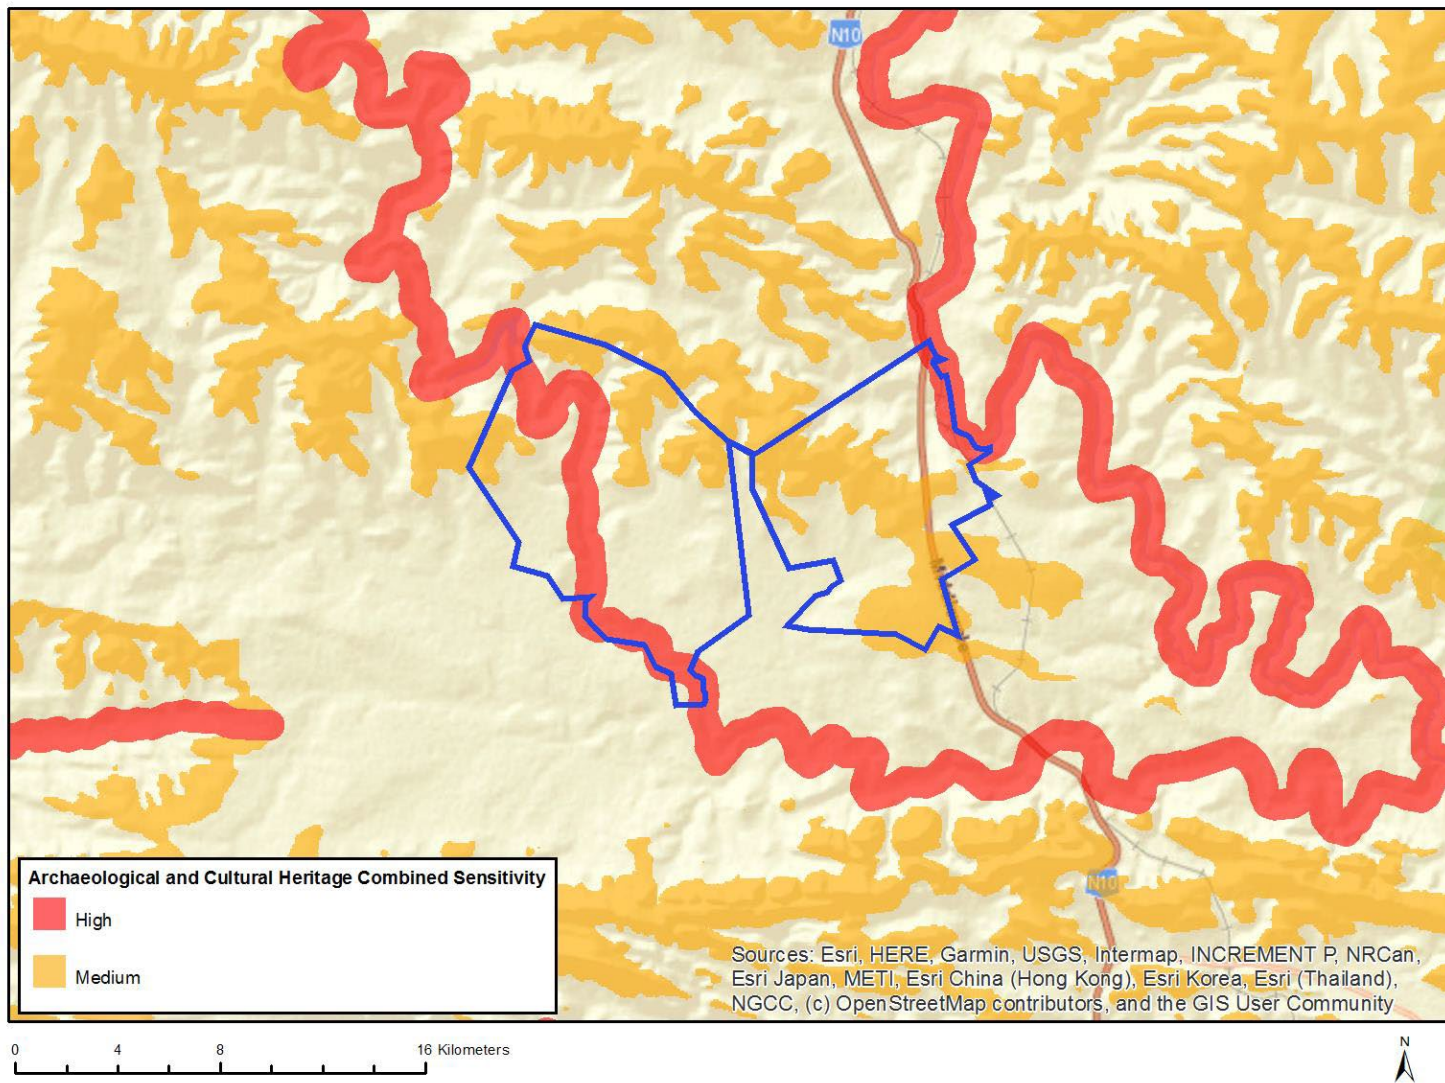 N10
Archaeological and Cultural Heritage Combined Sensitivity
High
Medium
N10
Sources: Esri, HERE, Garmin, USGS, Intermap, INCREMENT P, NRCan,
Esri Japan, METI, Esri China (Hong Kong), Esri Korea, Esri (Thailand),
NGCC, (c) OpenStreetMap contributors, and the GIS User Community
0 4 8 16 Kilometers
N